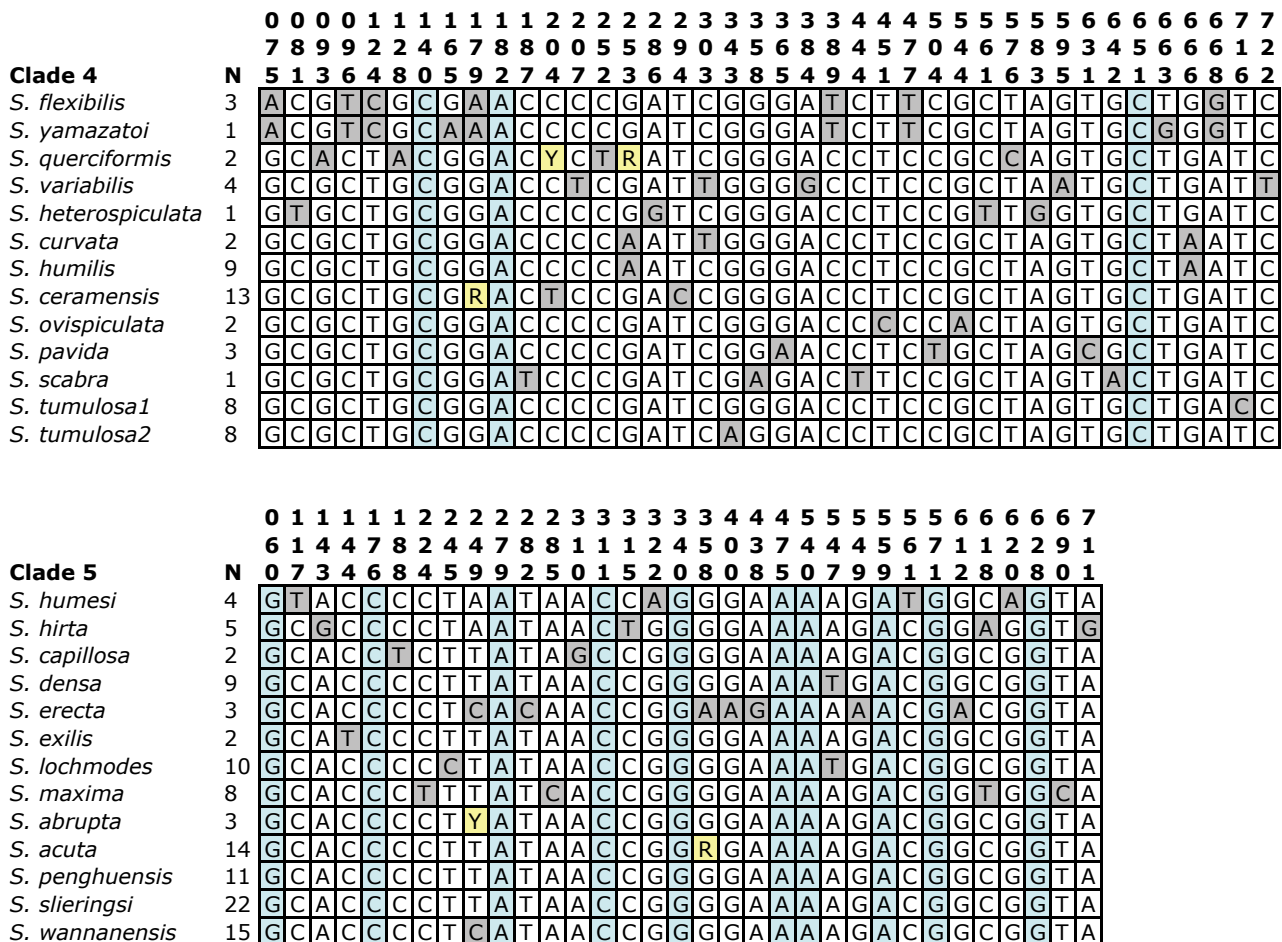 0 0 0 0 1 1 1 1 1 1 1 2 2 2 2 2 2 3 3 3 3 3 3 4 4 4 5 5 5 5 5 5 6 6 6 6 6 6 7 7
7 8 9 9 2 2 4 6 7 8 8 0 0 2 5 8 9 0 3 3 5 6 8 4 5 7 0 4 6 7 8 9 3 4 5 6 6 8 1 2
Clade 4 N 5 1 3 6 4 8 0 5 9 2 7 4 7 5 3 6 4 3 4 8 5 4 9 4 1 7 4 4 1 6 3 5 1 2 1 3 6 8 6 2
S. flexibilis 3 A C G T C G C G A A C C C C G A T C G G G A T C T T C G C T A G T G C T G G T C
S. yamazatoi 1 A C G T C G C A A A C C C C G A T C G G G A T C T T C G C T A G T G C G G G T C
S. querciformis 2 G C A C T A C G G A C Y C T R A T C G G G A C C T C C G C C A G T G C T G A T C
S. variabilis 4 G C G C T G C G G A C C T C G A T T G G G G C C T C C G C T A A T G C T G A T T
S. heterospiculata 1 G T G C T G C G G A C C C C G G T C G G G A C C T C C G T T G G T G C T G A T C
S. curvata 2 G C G C T G C G G A C C C C A A T T G G G A C C T C C G C T A G T G C T A A T C
S. humilis 9 G C G C T G C G G A C C C C A A T C G G G A C C T C C G C T A G T G C T A A T C
S. ceramensis 13 G C G C T G C G R A C T C C G A C C G G G A C C T C C G C T A G T G C T G A T C
S. ovispiculata 2 G C G C T G C G G A C C C C G A T C G G G A C C C C C A C T A G T G C T G A T C
S. pavida 3 G C G C T G C G G A C C C C G A T C G G A A C C T C T G C T A G C G C T G A T C
S. scabra 1 G C G C T G C G G A T C C C G A T C G A G A C T T C C G C T A G T A C T G A T C
S. tumulosa1 8 G C G C T G C G G A C C C C G A T C G G G A C C T C C G C T A G T G C T G A C C
S. tumulosa2 8 G C G C T G C G G A C C C C G A T C A G G A C C T C C G C T A G T G C T G A T C
0 1 1 1 1 1 2 2 2 2 2 2 3 3 3 3 3 3 4 4 4 5 5 5 5 5 5 6 6 6 6 6 7
6 1 4 4 7 8 2 4 4 7 8 8 1 1 1 2 4 5 0 3 7 4 4 4 5 6 7 1 1 2 2 9 1
Clade 5 N 0 7 3 4 6 8 4 5 9 9 2 5 0 1 5 2 0 8 0 8 5 0 7 9 9 1 1 2 8 0 8 0 1
S. humesi 4 G T A C C C C T A A T A A C C A G G G A A A A G A T G G C A G T A
S. hirta 5 G C G C C C C T A A T A A C T G G G G A A A A G A C G G A G G T G
S. capillosa 2 G C A C C T C T T A T A G C C G G G G A A A A G A C G G C G G T A
S. densa 9 G C A C C C C T T A T A A C C G G G G A A A T G A C G G C G G T A
S. erecta 3 G C A C C C C T C A C A A C C G G A A G A A A A A C G A C G G T A
S. exilis 2 G C A T C C C T T A T A A C C G G G G A A A A G A C G G C G G T A
S. lochmodes 10 G C A C C C C C T A T A A C C G G G G A A A T G A C G G C G G T A
S. maxima 8 G C A C C C T T T A T C A C C G G G G A A A A G A C G G T G G C A
S. abrupta 3 G C A C C C C T Y A T A A C C G G G G A A A A G A C G G C G G T A
S. acuta 14 G C A C C C C T T A T A A C C G G R G A A A A G A C G G C G G T A
S. penghuensis 11 G C A C C C C T T A T A A C C G G G G A A A A G A C G G C G G T A
S. slieringsi 22 G C A C C C C T T A T A A C C G G G G A A A A G A C G G C G G T A
S. wannanensis 15 G C A C C C C T C A T A A C C G G G G A A A A G A C G G C G G T A